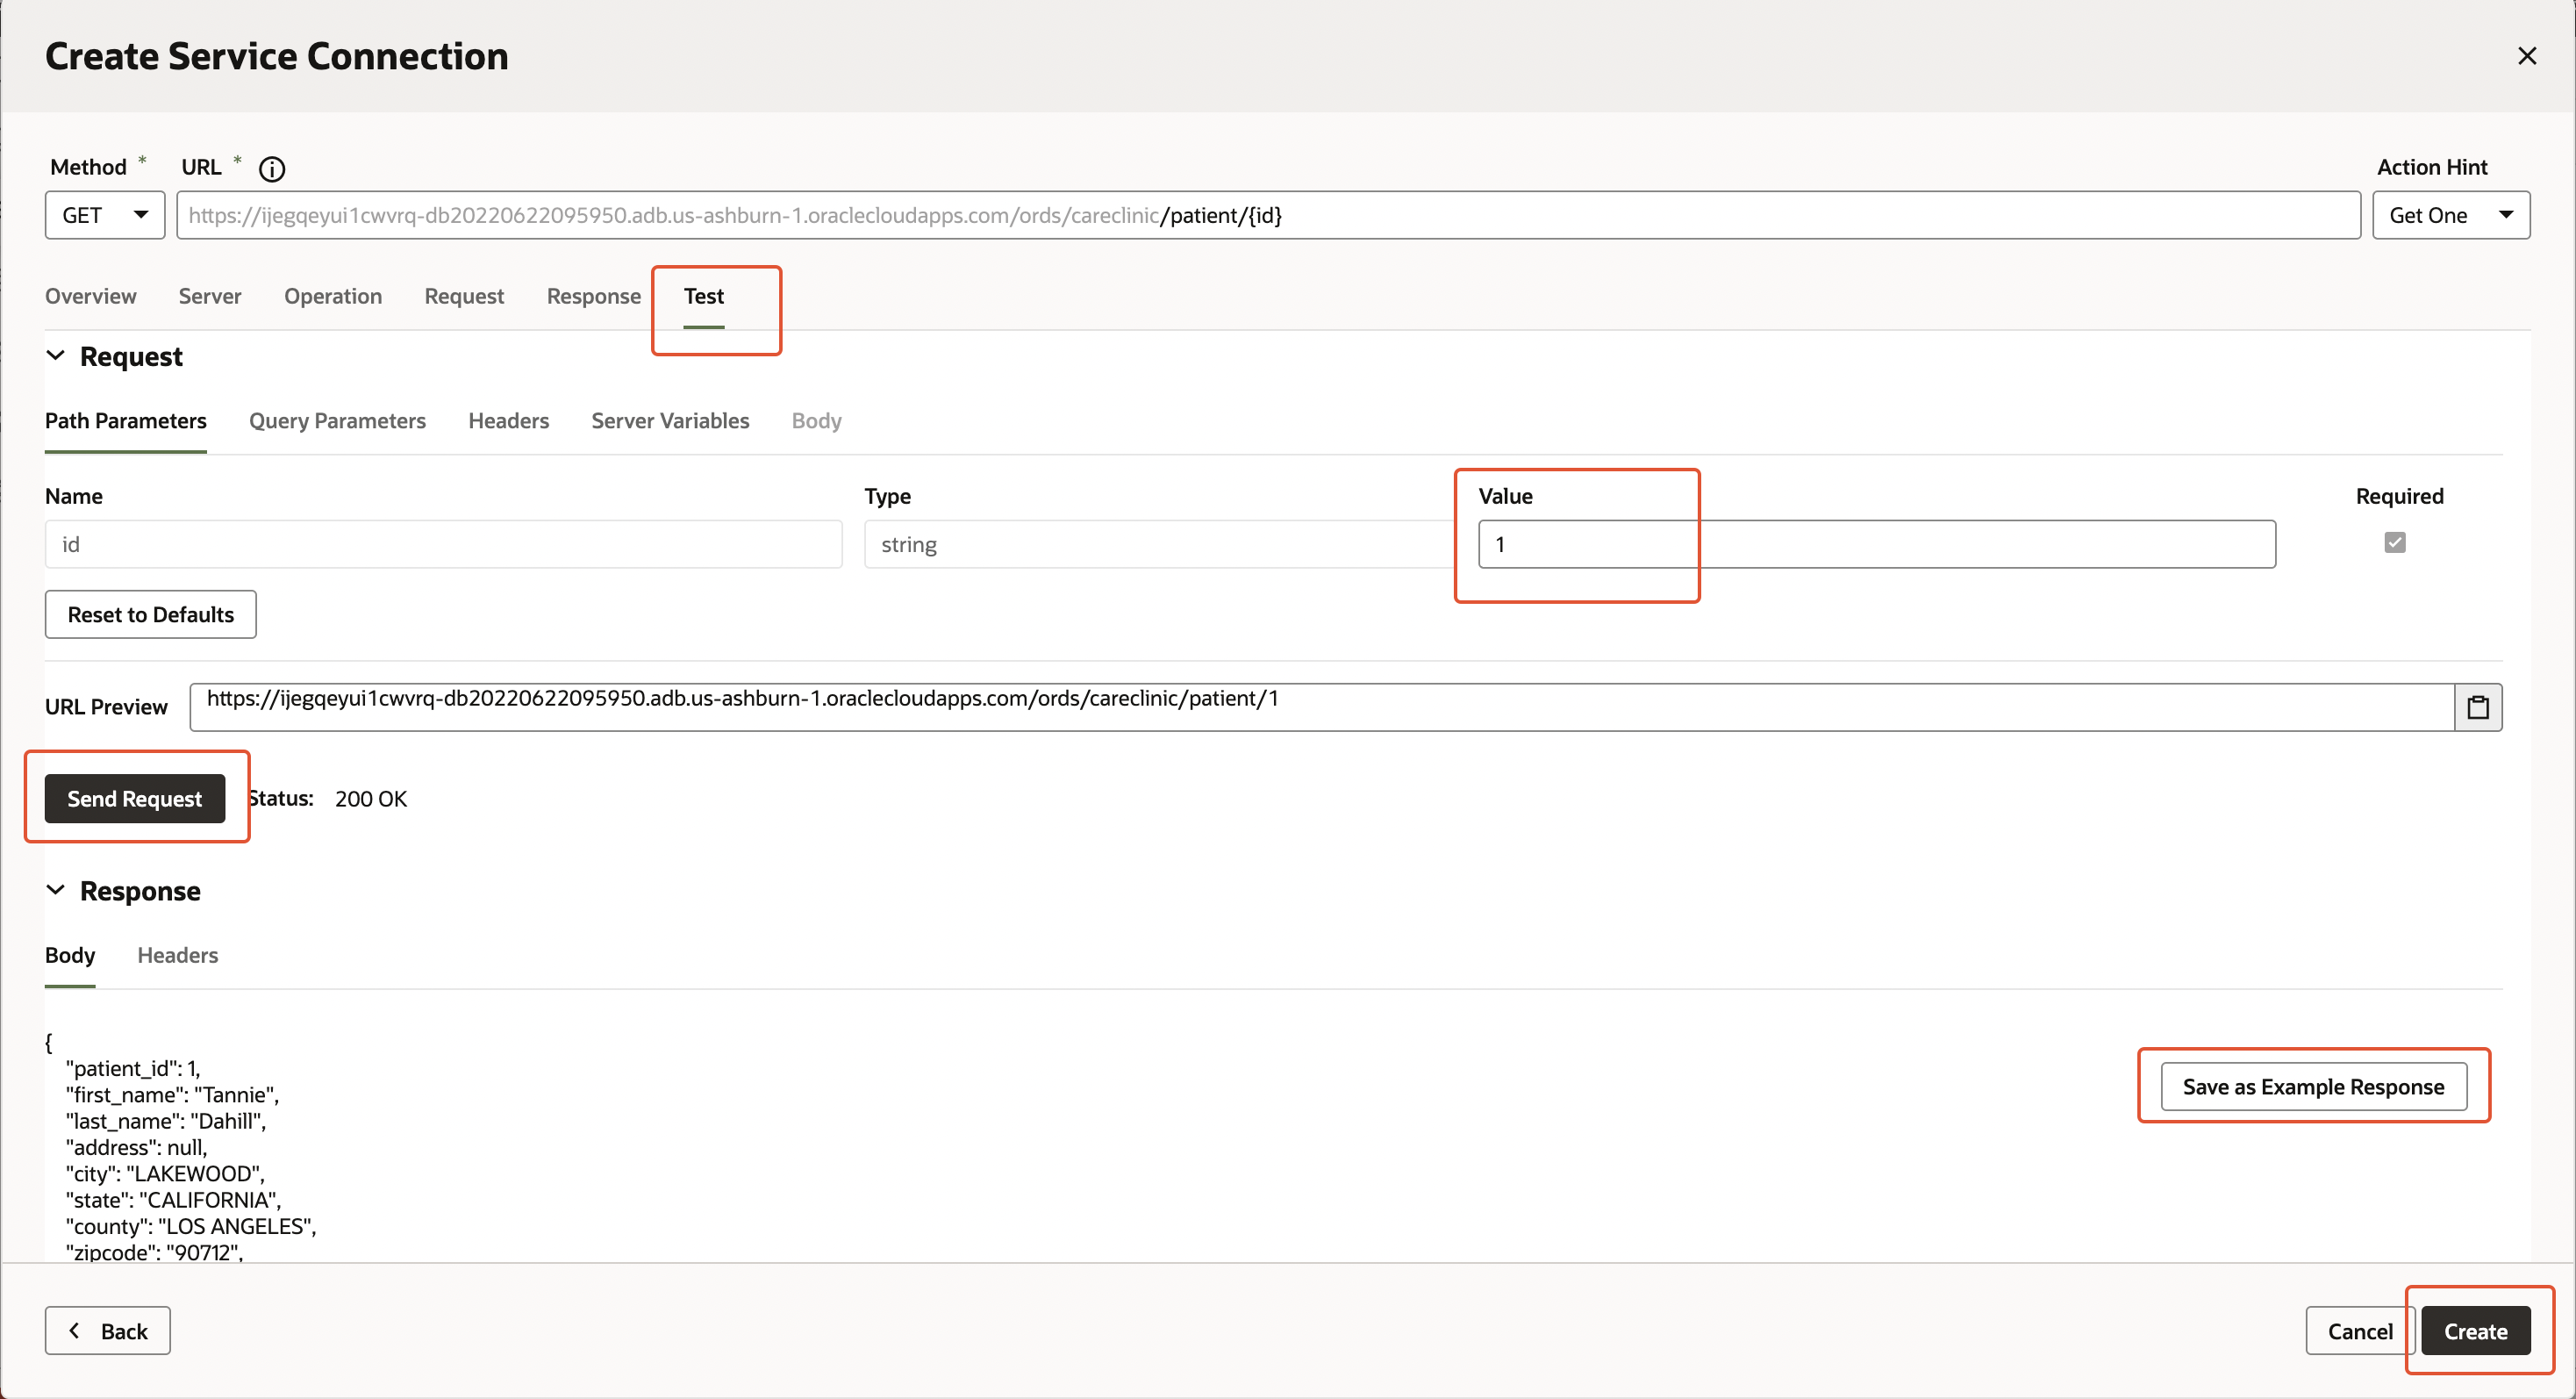 Create Service Connection
Method * URL * Action Hint
GET https://ijegqeyui1cwvrq-db20220622095950.adb.us-ashburn-1.oraclecloudapps.com/ords/careclinic/patient/{id} Get One
Overview Server Operation Request Response Test
Request
Path Parameters Query Parameters Headers Server Variables Body
Name Type Value Required
id string 1
Reset to Defaults
URL Preview https://ijegqeyui1cwvrq-db20220622095950.adb.us-ashburn-1.oraclecloudapps.com/ords/careclinic/patient/1
Send Request Status: 200 OK
Response
Body Headers
{
"patient_id": 1,
"first_name": "Tannie",
"last_name": "Dahill",
"address": null,
"city": "LAKEWOOD",
"state": "CALIFORNIA",
"county": "LOS ANGELES",
"zipcode": "90712",
Save as Example Response
Back Cancel Create